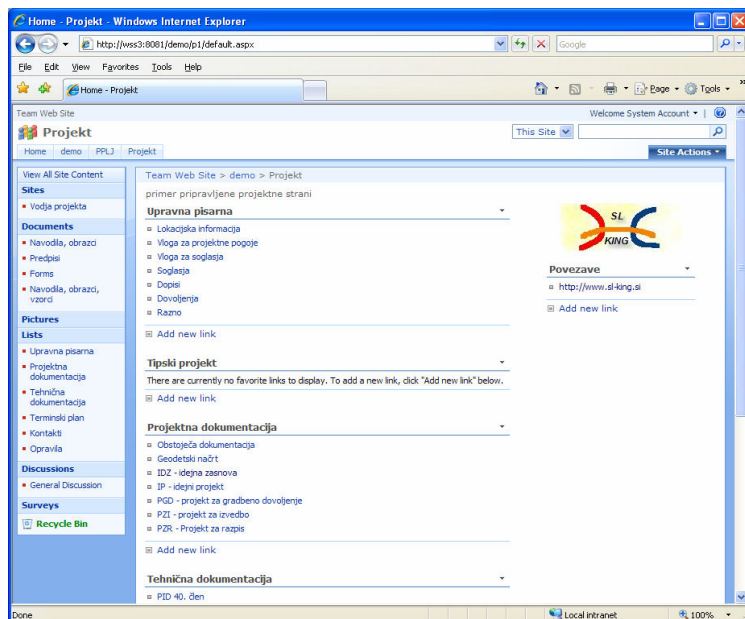 Home - Projekt - Windows Internet Explorer
http://wss3:8081/demo/p1/default.aspx
Google
File Edit View Favorites Tools Help
Home - Projekt
Page Tools
Team Web Site
Welcome System Account
Projekt
This Site
Home demo PPLJ Projekt
Site Actions
View All Site Content
Sites
Vodja projekta
Documents
Navodila, obrazci
Predpisi
Forms
Navodila, obrazci,
vzorci
Pictures
Lists
Upravna pisarna
Projektna
dokumentacija
Tehnična
dokumentacija
Terminski plan
Kontakti
Opravila
Discussions
General Discussion
Surveys
Recycle Bin
Team Web Site > demo > Projekt
primer pripravljene projektne strani
Upravna pisarna
Lokacijska informacija
Vloga za projektne pogoje
Vloga za soglasja
Soglasja
Dopisi
Dovoljenja
Razno
Add new link
Tipski projekt
There are currently no favorite links to display. To add a new link, click "Add new link" below.
Add new link
Projektna dokumentacija
Obstoječa dokumentacija
Geodetski načrt
IDZ - idejna zasnova
IP - idejni projekt
PGD - projekt za gradbeno dovoljenje
PZI - projekt za izvedbo
PZR - Projekt za razpis
Add new link
Tehnična dokumentacija
PID 40. člen
SL
KING
Povezave
http://www.sl-king.si
Add new link
Done
Local intranet
100%